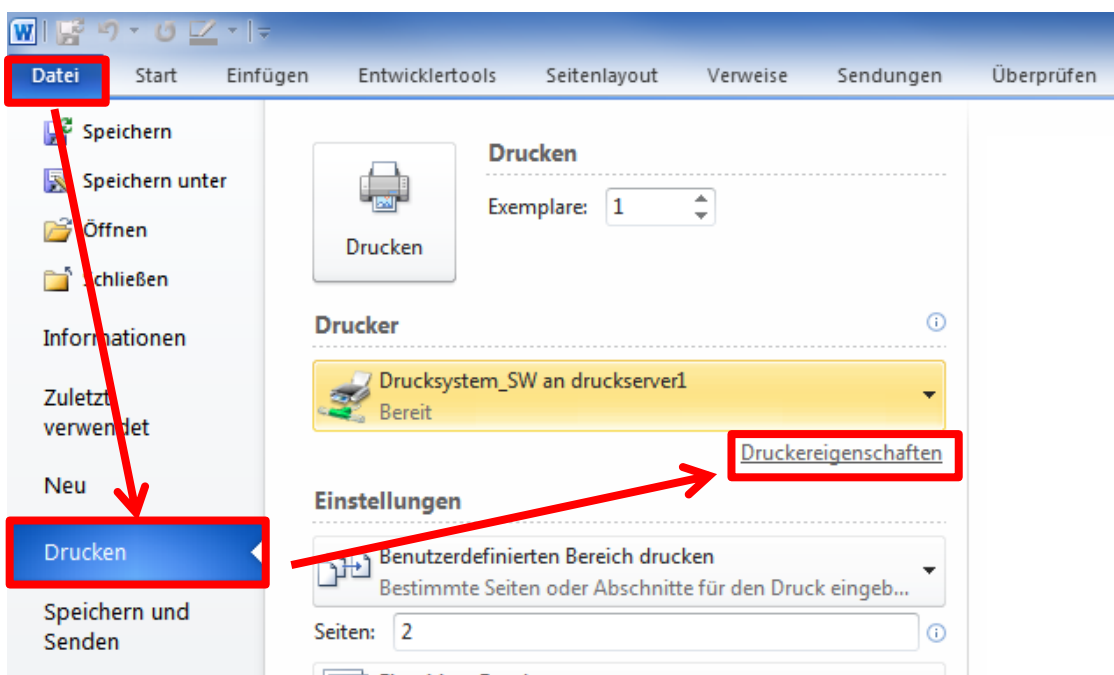 W
Datei Start Einfügen Entwicklertools Seitenlayout Verweise Sendungen Überprüfen
Speichern
Speichern unter
Öffnen
Schließen
Informationen
Zuletzt
verwendet
Neu
Drucken
Speichern und
Senden
Drucken
Exemplare: 1
Drucken
Drucker
Drucksystem_SW an druckserver1
Bereit
Druckereigenschaften
Einstellungen
Benutzerdefinierten Bereich drucken
Bestimmte Seiten oder Abschnitte für den Druck eingeb...
Seiten: 2